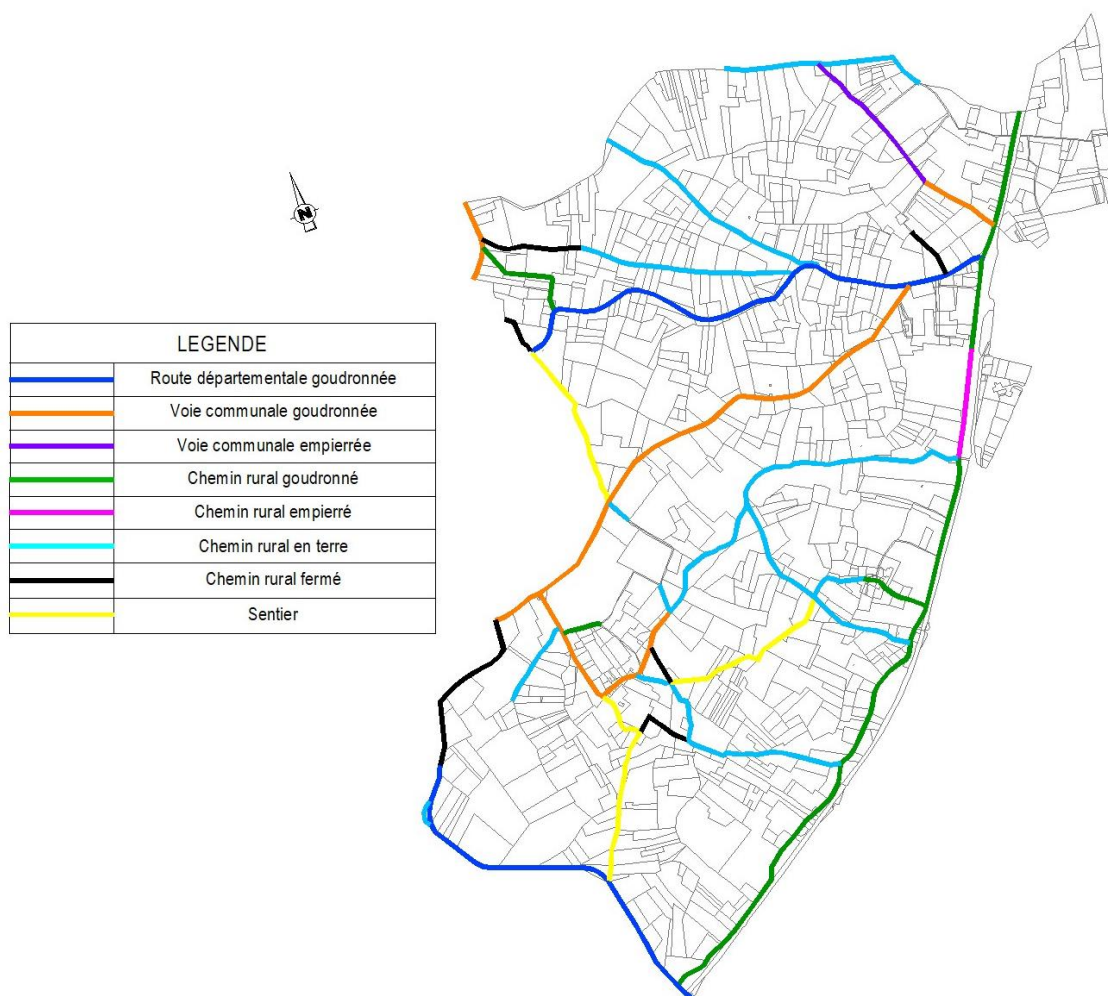 N
LEGENDE
Route départementale goudronnée
Voie communale goudronnée
Voie communale empierrée
Chemin rural goudronné
Chemin rural empierré
Chemin rural en terre
Chemin rural fermé
Sentier